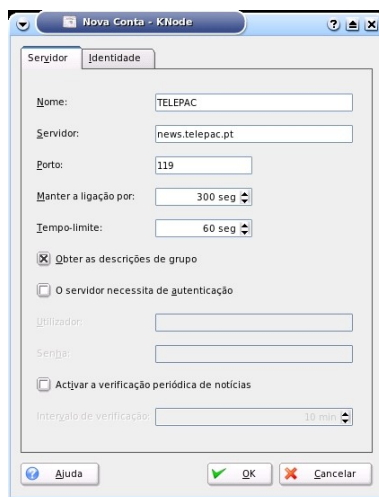 Nova Conta - KNode
Servidor Identidade
Nome: TELEPAC
Servidor: news.telepac.pt
Porto: 119
Manter a ligação por: 300 seg
Tempo-limite: 60 seg
Obter as descrições de grupo
O servidor necessita de autenticação
Utilizador:
Senha:
Activar a verificação periódica de notícias
Intervalo de verificação: 10 min
Ajuda OK Cancelar